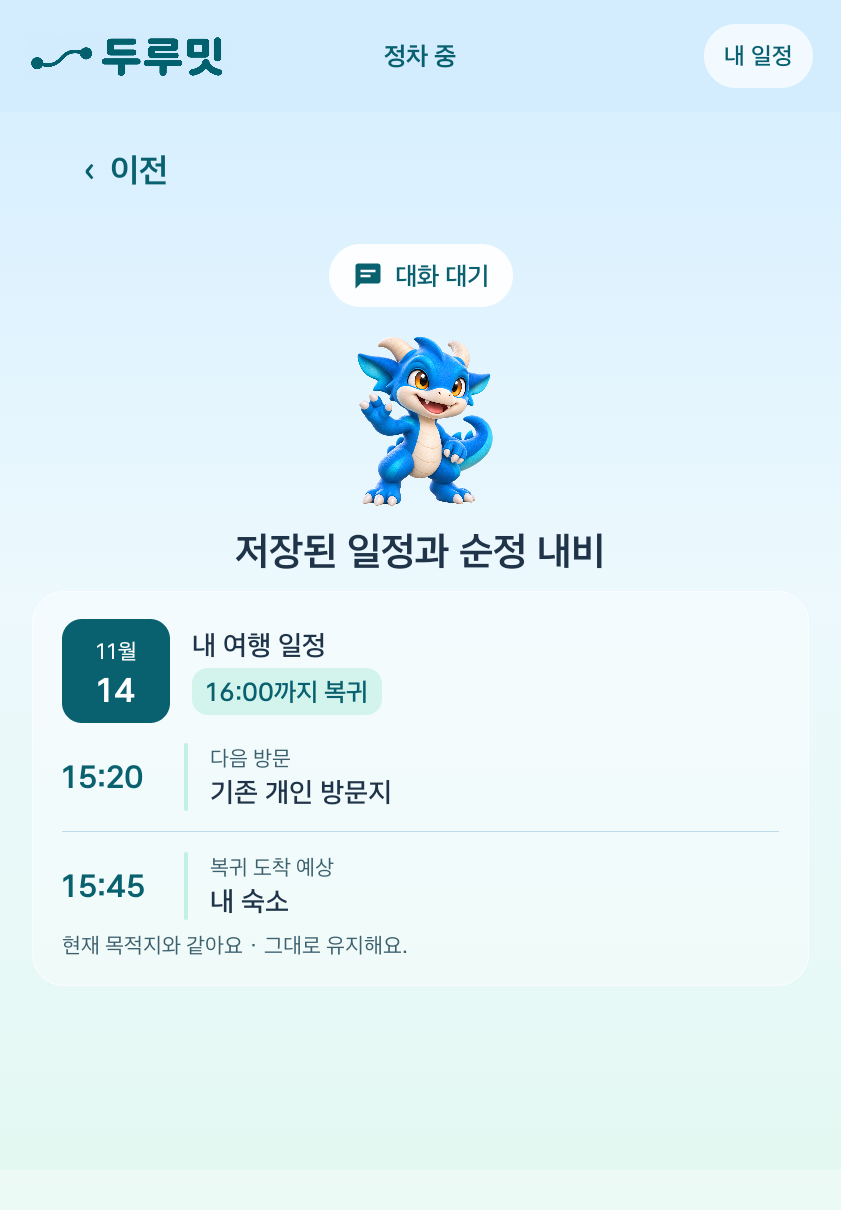 두루밋
정차 중
내 일정
‹ 이전
대화 대기
저장된 일정과 순정 내비
11월
14
내 여행 일정
16:00까지 복귀
15:20
다음 방문
기존 개인 방문지
15:45
복귀 도착 예상
내 숙소
현재 목적지와 같아요 · 그대로 유지해요.